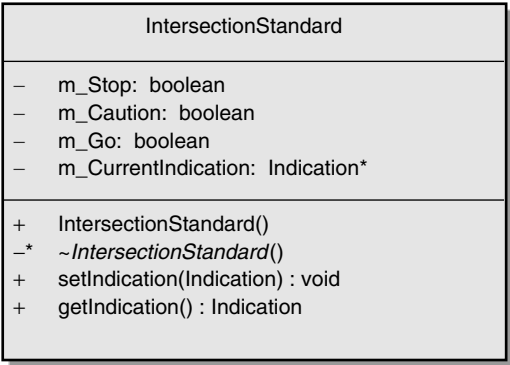 IntersectionStandard
– m_Stop: boolean
– m_Caution: boolean
– m_Go: boolean
– m_CurrentIndication: Indication*
+ IntersectionStandard()
–* ~IntersectionStandard()
+ setIndication(Indication) : void
+ getIndication() : Indication